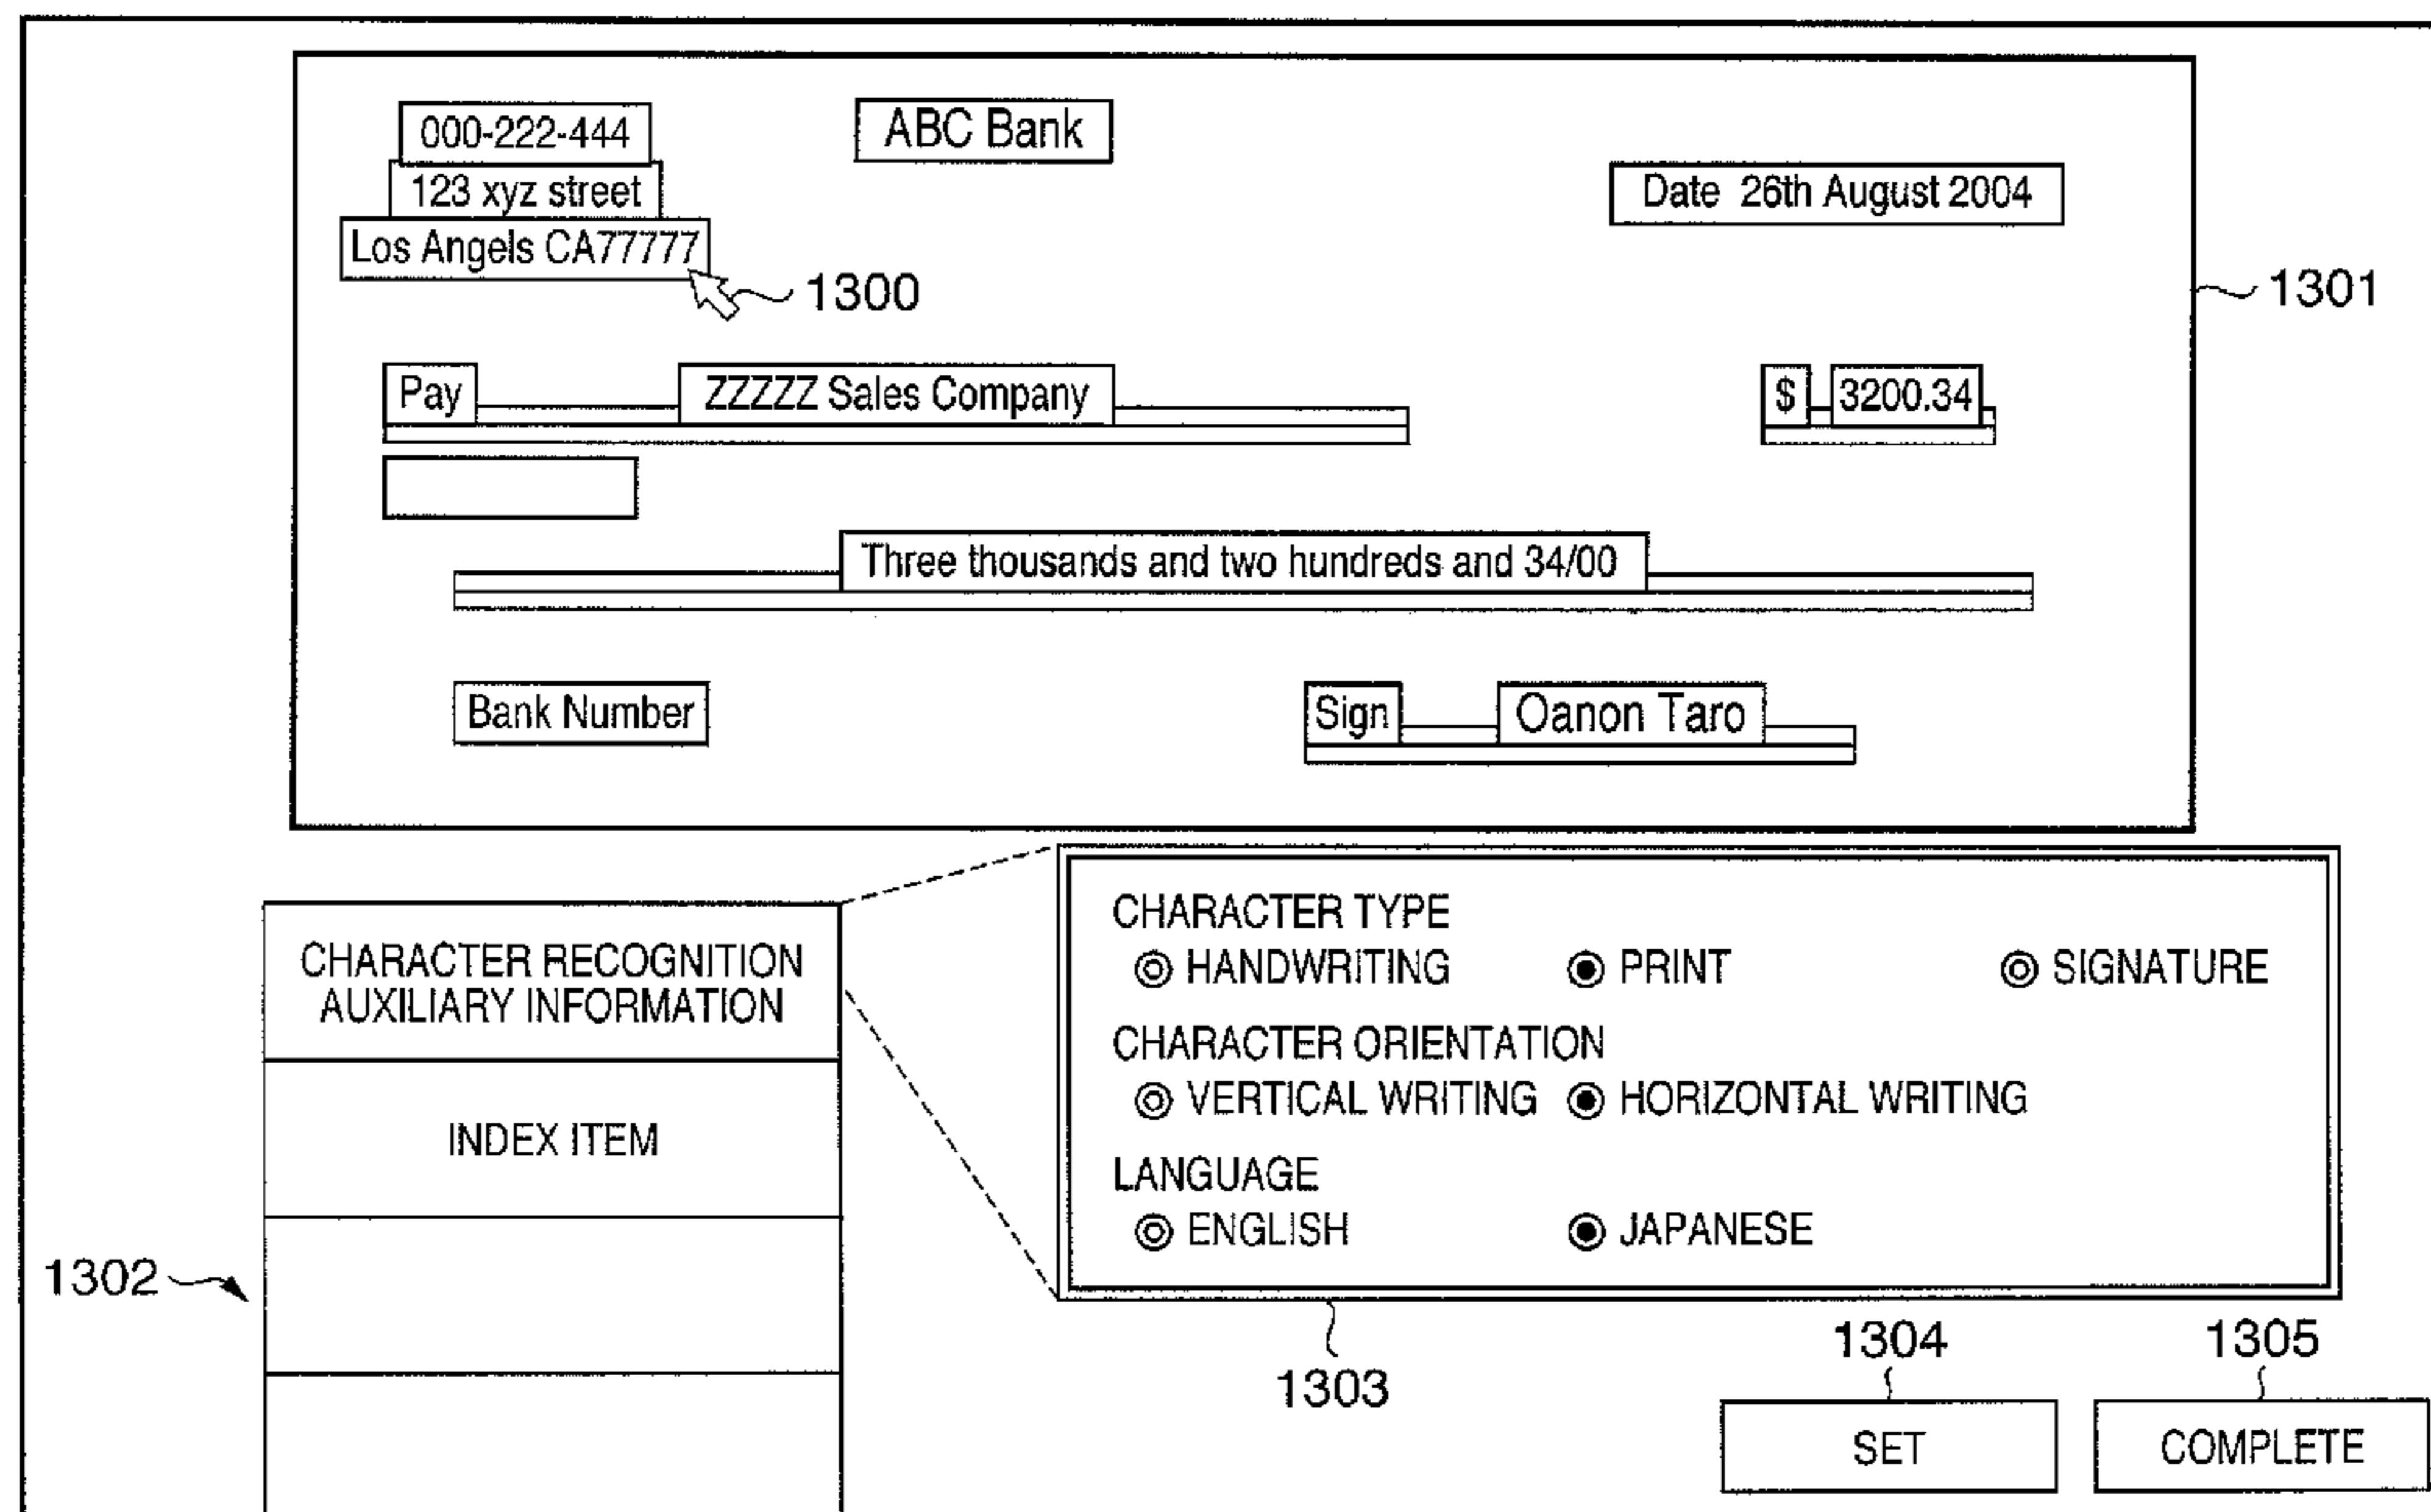 000-222-444
ABC Bank
123 xyz street
Date 26th August 2004
Los Angels CA77777
1300
1301
Pay
ZZZZZ Sales Company
$
3200.34
Three thousands and two hundreds and 34/00
Bank Number
Sign
Oanon Taro
CHARACTER RECOGNITION
AUXILIARY INFORMATION
INDEX ITEM
1302
CHARACTER TYPE
HANDWRITING
PRINT
SIGNATURE
CHARACTER ORIENTATION
VERTICAL WRITING
HORIZONTAL WRITING
LANGUAGE
ENGLISH
JAPANESE
1303
1304
1305
SET
COMPLETE